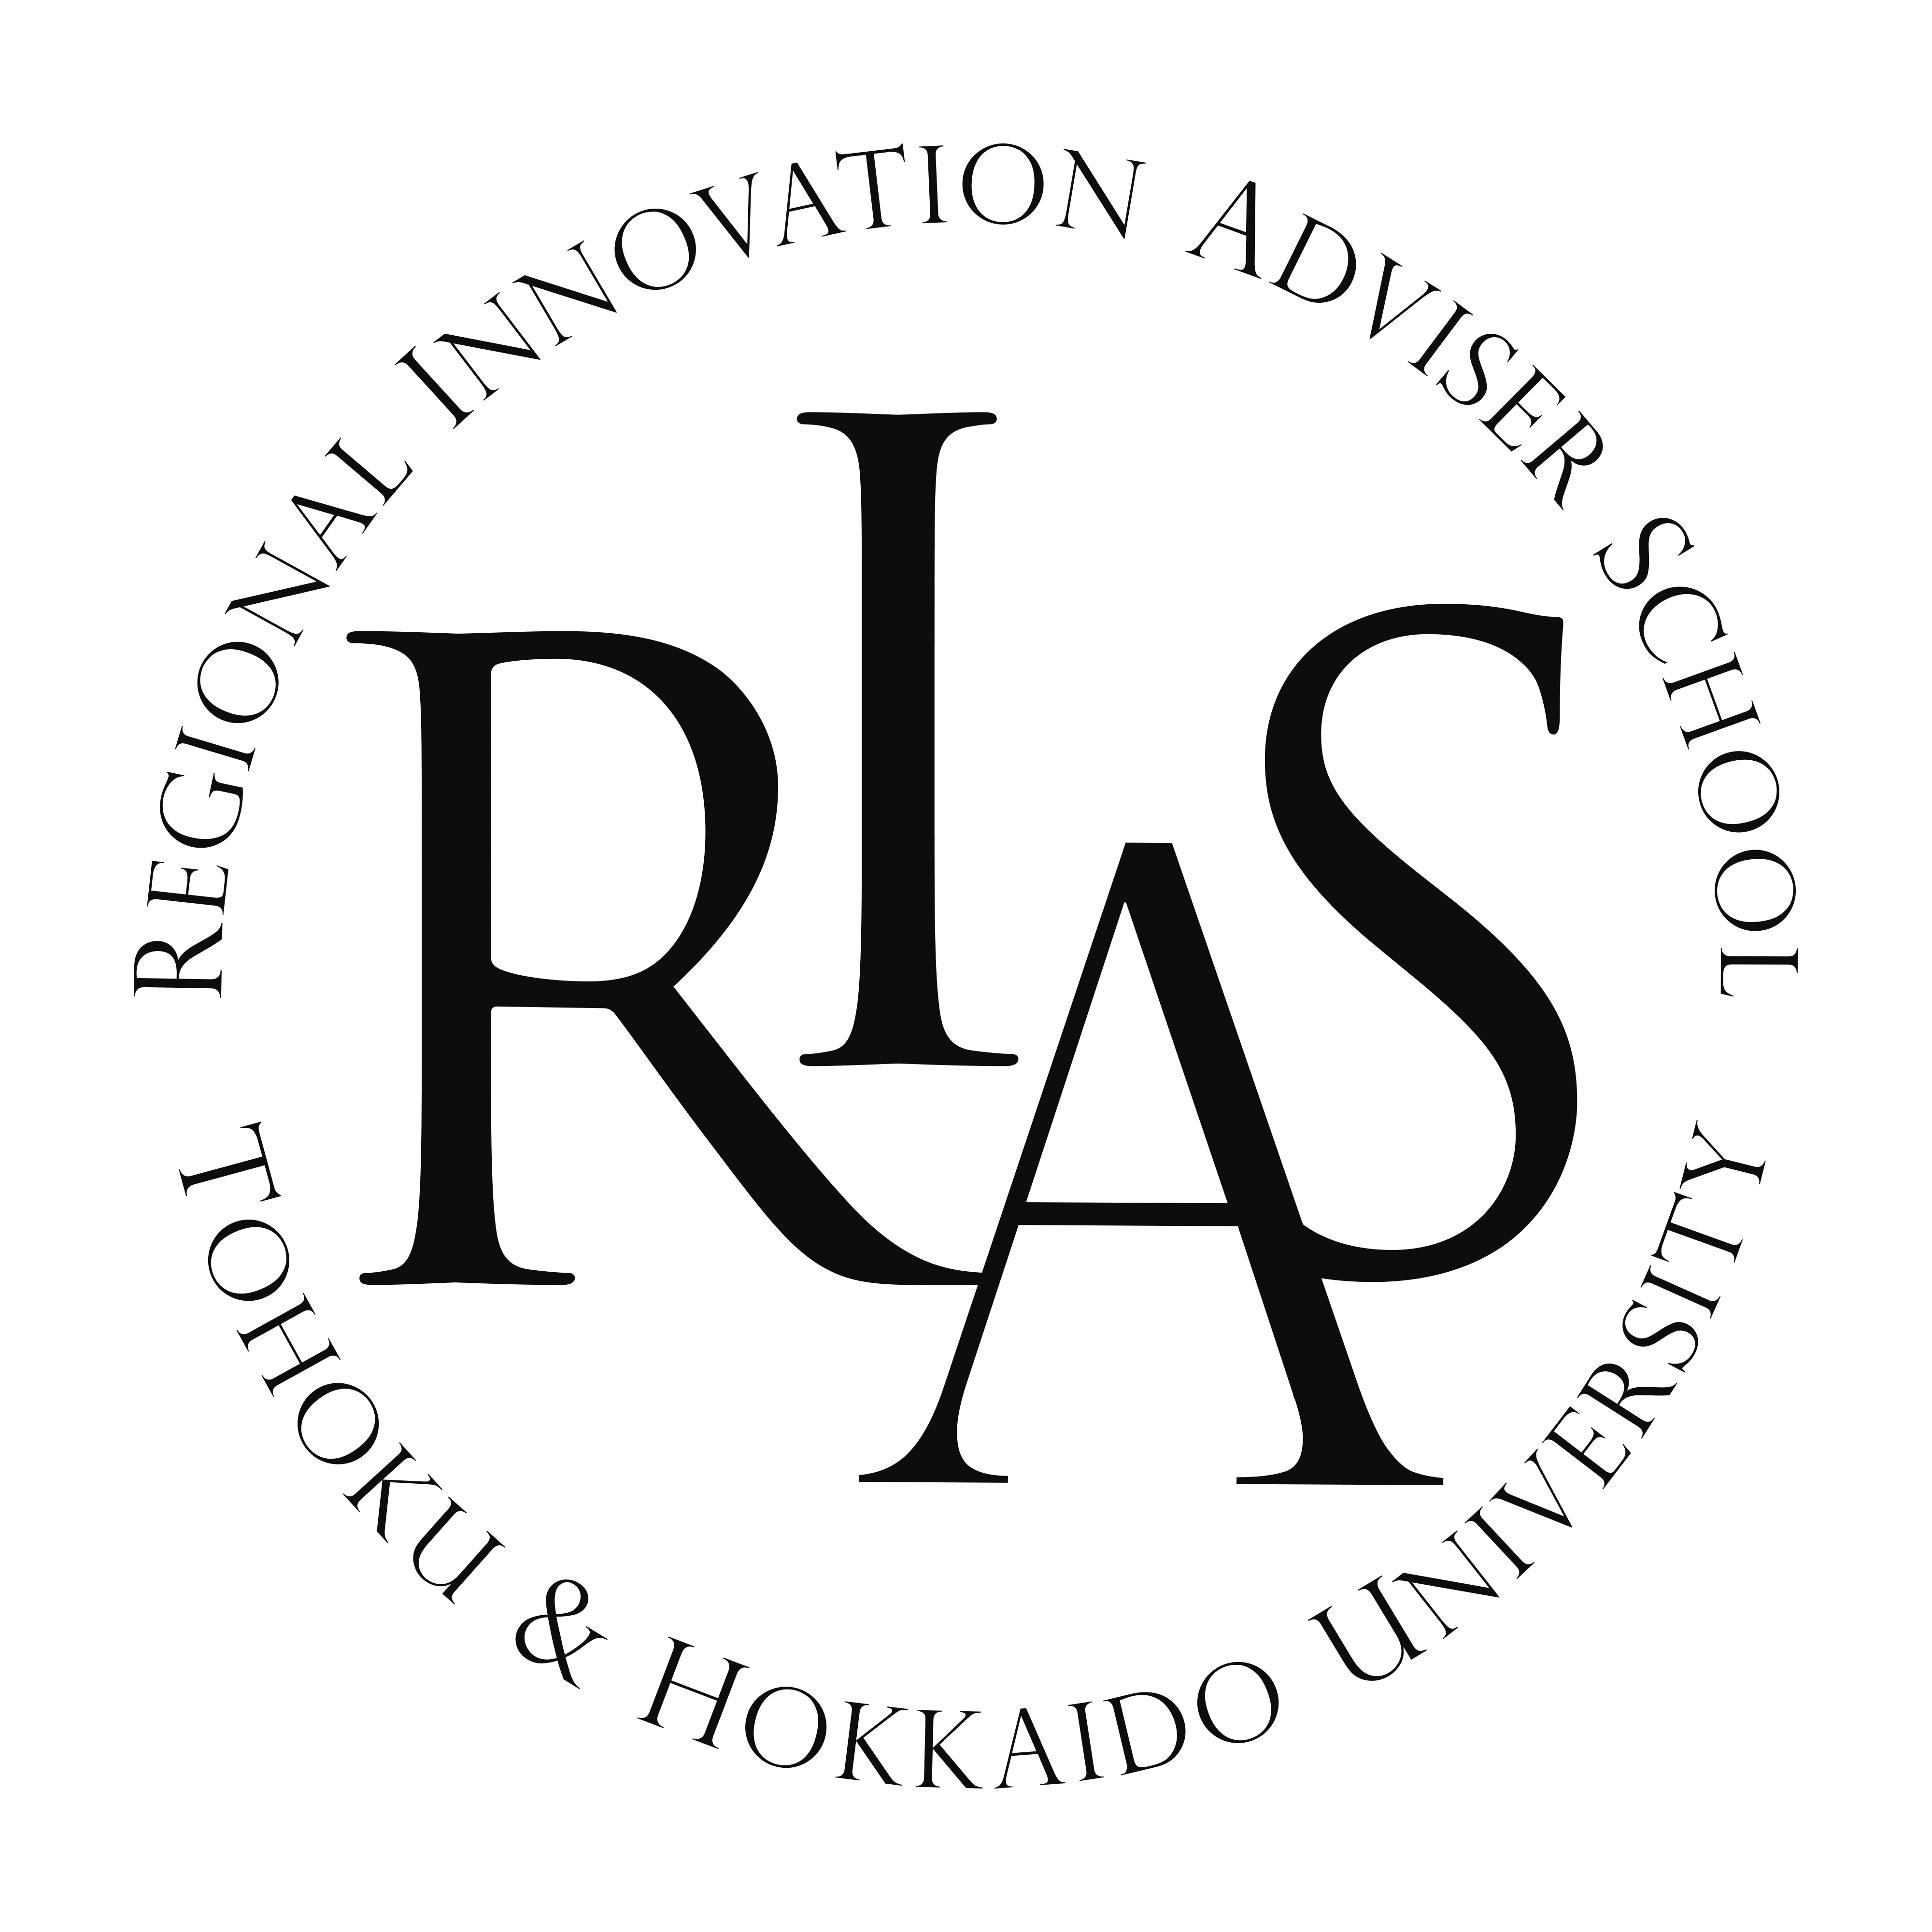 REGIONAL INNOVATION ADVISER SCHOOL
RIAS
TOHOKU & HOKKAIDO UNIVERSITY